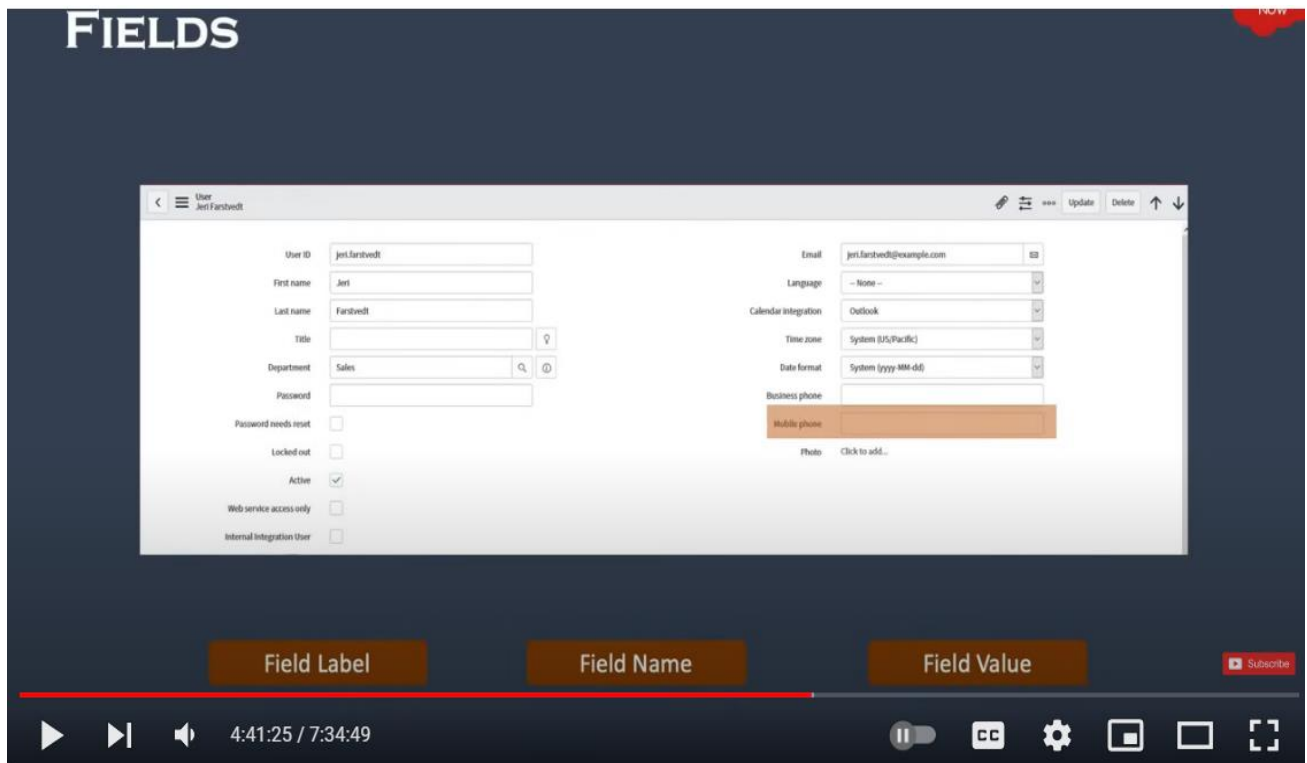 FIELDS
NOW
User
Jeri Farstvedt
Update
Delete
User ID
jeri.farstvedt
First name
Jeri
Last name
Farstvedt
Title
Department
Sales
Password
Password needs reset
Locked out
Active
Web service access only
Internal Integration User
Email
jeri.farstvedt@example.com
Language
-- None --
Calendar integration
Outlook
Time zone
System (US/Pacific)
Date format
System (yyyy-MM-dd)
Business phone
Mobile phone
Photo
Click to add...
Field Label
Field Name
Field Value
Subscribe
4:41:25 / 7:34:49
CC